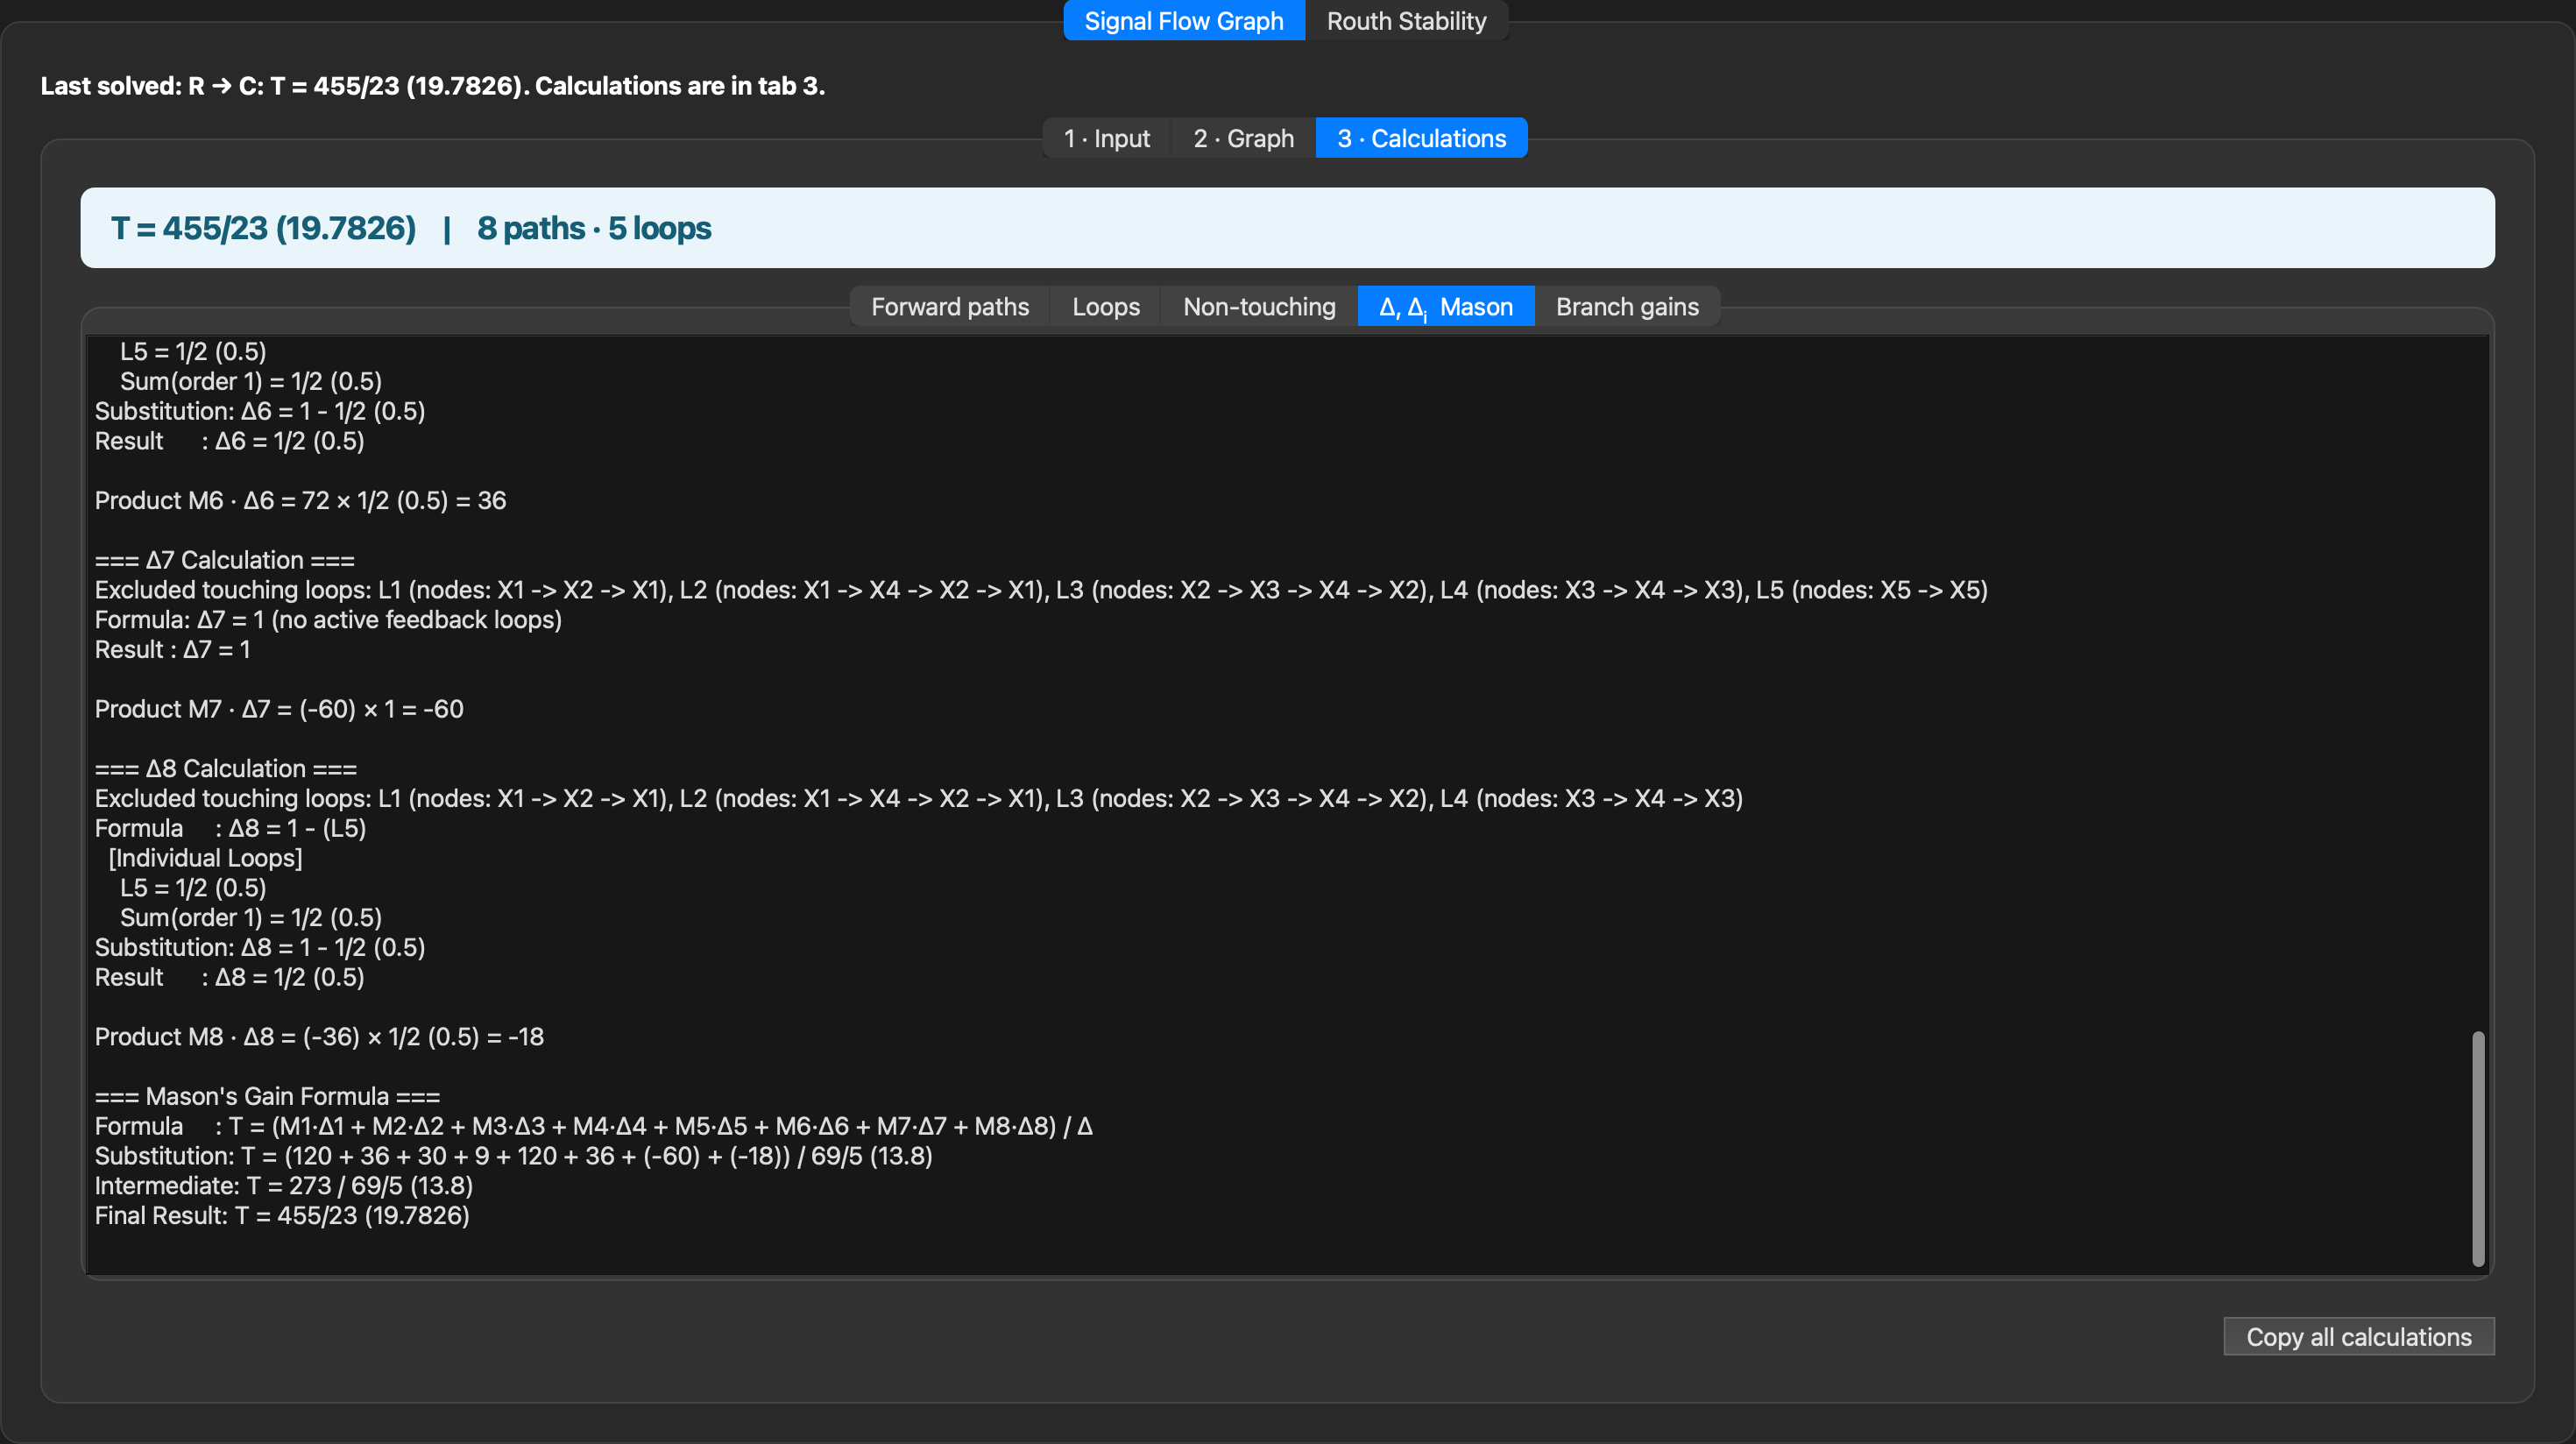 Signal Flow Graph Routh Stability
Last solved: R → C: T = 455/23 (19.7826). Calculations are in tab 3.
1 · Input 2 · Graph 3 · Calculations
T = 455/23 (19.7826) | 8 paths · 5 loops
Forward paths Loops Non-touching Δ, Δi Mason Branch gains
L5 = 1/2 (0.5)
Sum(order 1) = 1/2 (0.5)
Substitution: Δ6 = 1 - 1/2 (0.5)
Result : Δ6 = 1/2 (0.5)
Product M6 · Δ6 = 72 × 1/2 (0.5) = 36
=== Δ7 Calculation ===
Excluded touching loops: L1 (nodes: X1 -> X2 -> X1), L2 (nodes: X1 -> X4 -> X2 -> X1), L3 (nodes: X2 -> X3 -> X4 -> X2), L4 (nodes: X3 -> X4 -> X3), L5 (nodes: X5 -> X5)
Formula: Δ7 = 1 (no active feedback loops)
Result : Δ7 = 1
Product M7 · Δ7 = (-60) × 1 = -60
=== Δ8 Calculation ===
Excluded touching loops: L1 (nodes: X1 -> X2 -> X1), L2 (nodes: X1 -> X4 -> X2 -> X1), L3 (nodes: X2 -> X3 -> X4 -> X2), L4 (nodes: X3 -> X4 -> X3)
Formula : Δ8 = 1 - (L5)
[Individual Loops]
L5 = 1/2 (0.5)
Sum(order 1) = 1/2 (0.5)
Substitution: Δ8 = 1 - 1/2 (0.5)
Result : Δ8 = 1/2 (0.5)
Product M8 · Δ8 = (-36) × 1/2 (0.5) = -18
=== Mason's Gain Formula ===
Formula : T = (M1·Δ1 + M2·Δ2 + M3·Δ3 + M4·Δ4 + M5·Δ5 + M6·Δ6 + M7·Δ7 + M8·Δ8) / Δ
Substitution: T = (120 + 36 + 30 + 9 + 120 + 36 + (-60) + (-18)) / 69/5 (13.8)
Intermediate: T = 273 / 69/5 (13.8)
Final Result: T = 455/23 (19.7826)
Copy all calculations